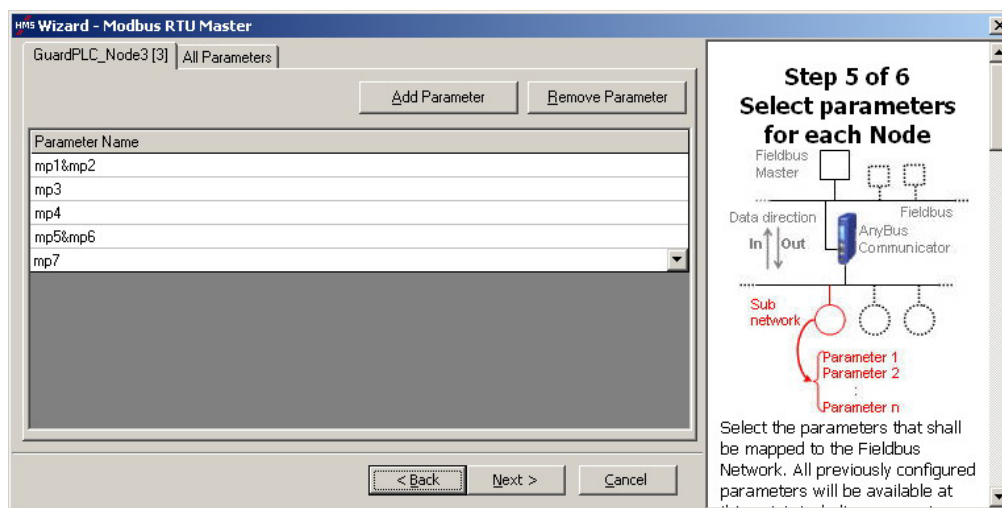 HMS Wizard - Modbus RTU Master
GuardPLC_Node3 [3] All Parameters
Add Parameter Remove Parameter
Parameter Name
mp1&mp2
mp3
mp4
mp5&mp6
mp7
< Back Next > Cancel
Step 5 of 6
Select parameters
for each Node
Fieldbus
Master
Data direction
In Out
Fieldbus
AnyBus
Communicator
Sub
network
Parameter 1
Parameter 2
:
Parameter n
Select the parameters that shall
be mapped to the Fieldbus
Network. All previously configured
parameters will be available at